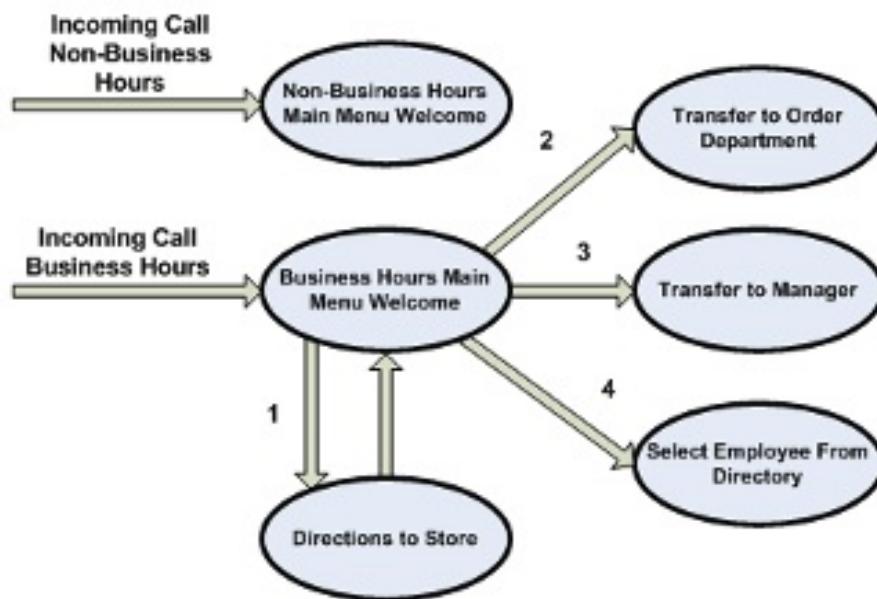 Incoming Call
Non-Business
Hours
Non-Business Hours
Main Menu Welcome
2
Transfer to Order
Department
Incoming Call
Business Hours
Business Hours Main
Menu Welcome
3
Transfer to Manager
1
4
Select Employee From
Directory
Directions to Store